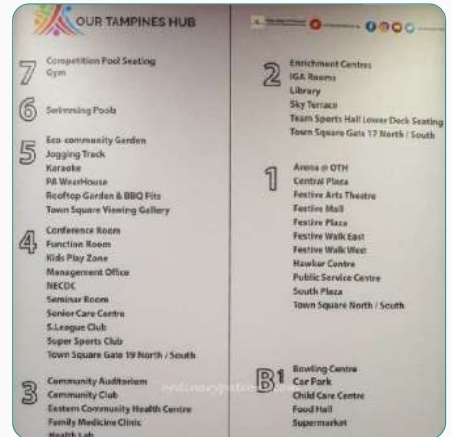 OUR TAMPINES HUB
7
Competition Pool Seating
Gym
6
Swimming Pools
5
Eco-community Garden
Jogging Track
Karaoke
PA WearHouse
Rooftop Garden & BBQ Pits
Town Square Viewing Gallery
4
Conference Room
Function Room
Kids Play Zone
Management Office
NECDC
Seminar Room
Senior Care Centre
S.League Club
Super Sports Club
Town Square Gate 19 North / South
3
Community Auditorium
Community Club
Eastern Community Health Centre
Family Medicine Clinic
Health Lab
2
Enrichment Centres
IGA Rooms
Library
Sky Terrace
Team Sports Hall Lower Deck Seating
Town Square Gate 17 North / South
1
Arena @ OTH
Central Plaza
Festive Arts Theatre
Festive Mall
Festive Plaza
Festive Walk East
Festive Walk West
Hawker Centre
Public Service Centre
South Plaza
Town Square North / South
B1
Bowling Centre
Car Park
Child Care Centre
Food Hall
Supermarket